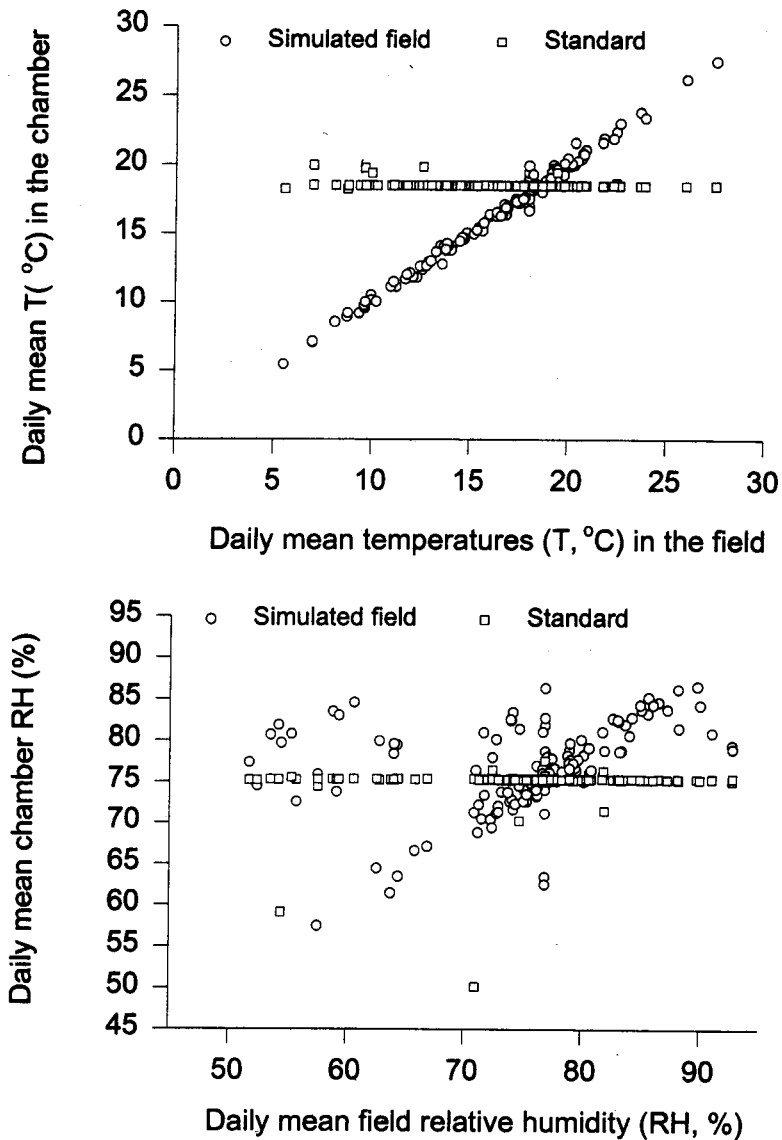 30
25
20
15
10
5
0
Daily mean T( °C) in the chamber
Simulated field
Standard
0 5 10 15 20 25 30
Daily mean temperatures (T, °C) in the field
95
90
85
80
75
70
65
60
55
50
45
Daily mean chamber RH (%)
Simulated field
Standard
50 60 70 80 90
Daily mean field relative humidity (RH, %)